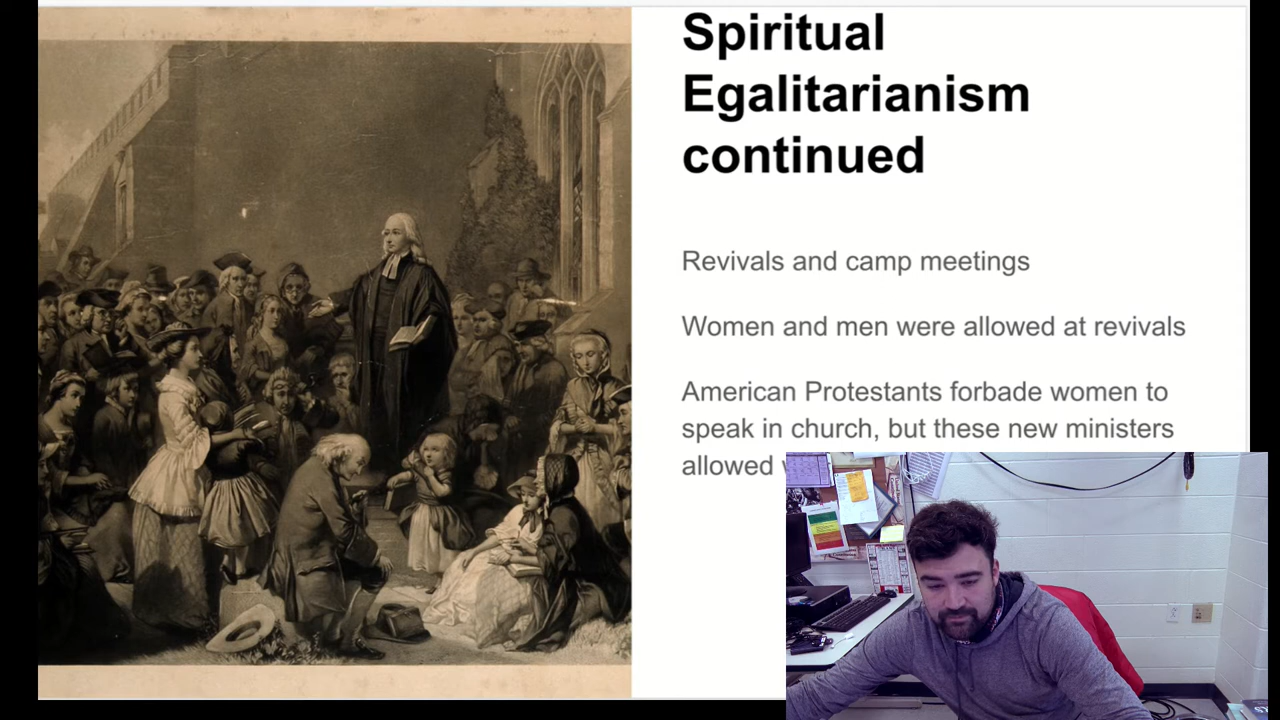 Spiritual
Egalitarianism
continued
Revivals and camp meetings
Women and men were allowed at revivals
American Protestants forbade women to
speak in church, but these new ministers
allowed